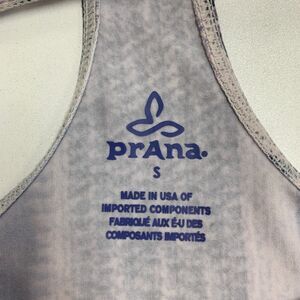 prAna.
S
MADE IN USA OF
IMPORTED COMPONENTS
FABRIQUÉ AUX É-U DES
COMPOSANTS IMPORTÉS